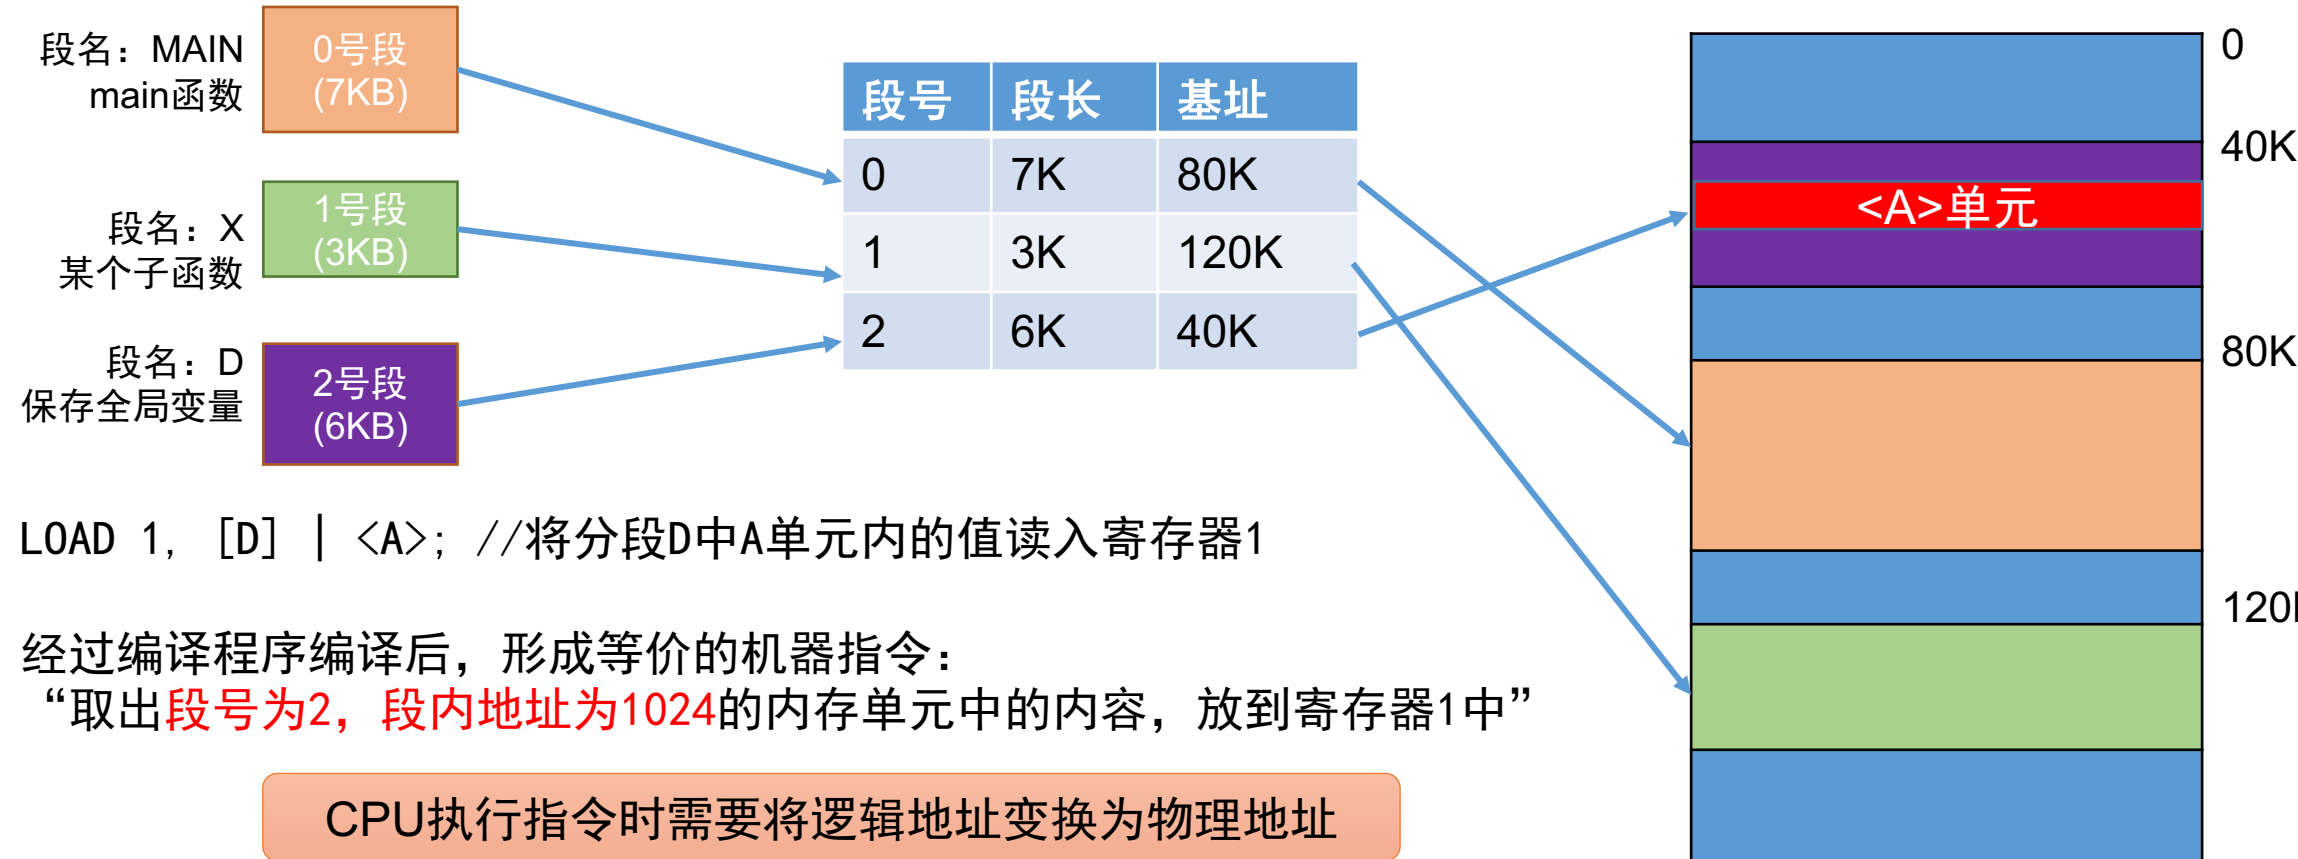 段名：MAIN
main函数
0号段
(7KB)
段名：X
某个子函数
1号段
(3KB)
段名：D
保存全局变量
2号段
(6KB)
段号 段长 基址
0 7K 80K
1 3K 120K
2 6K 40K
0
40K
<A>单元
80K
120
LOAD 1, [D] | <A>; //将分段D中A单元内的值读入寄存器1
经过编译程序编译后，形成等价的机器指令：
“取出段号为2，段内地址为1024的内存单元中的内容，放到寄存器1中”
CPU执行指令时需要将逻辑地址变换为物理地址